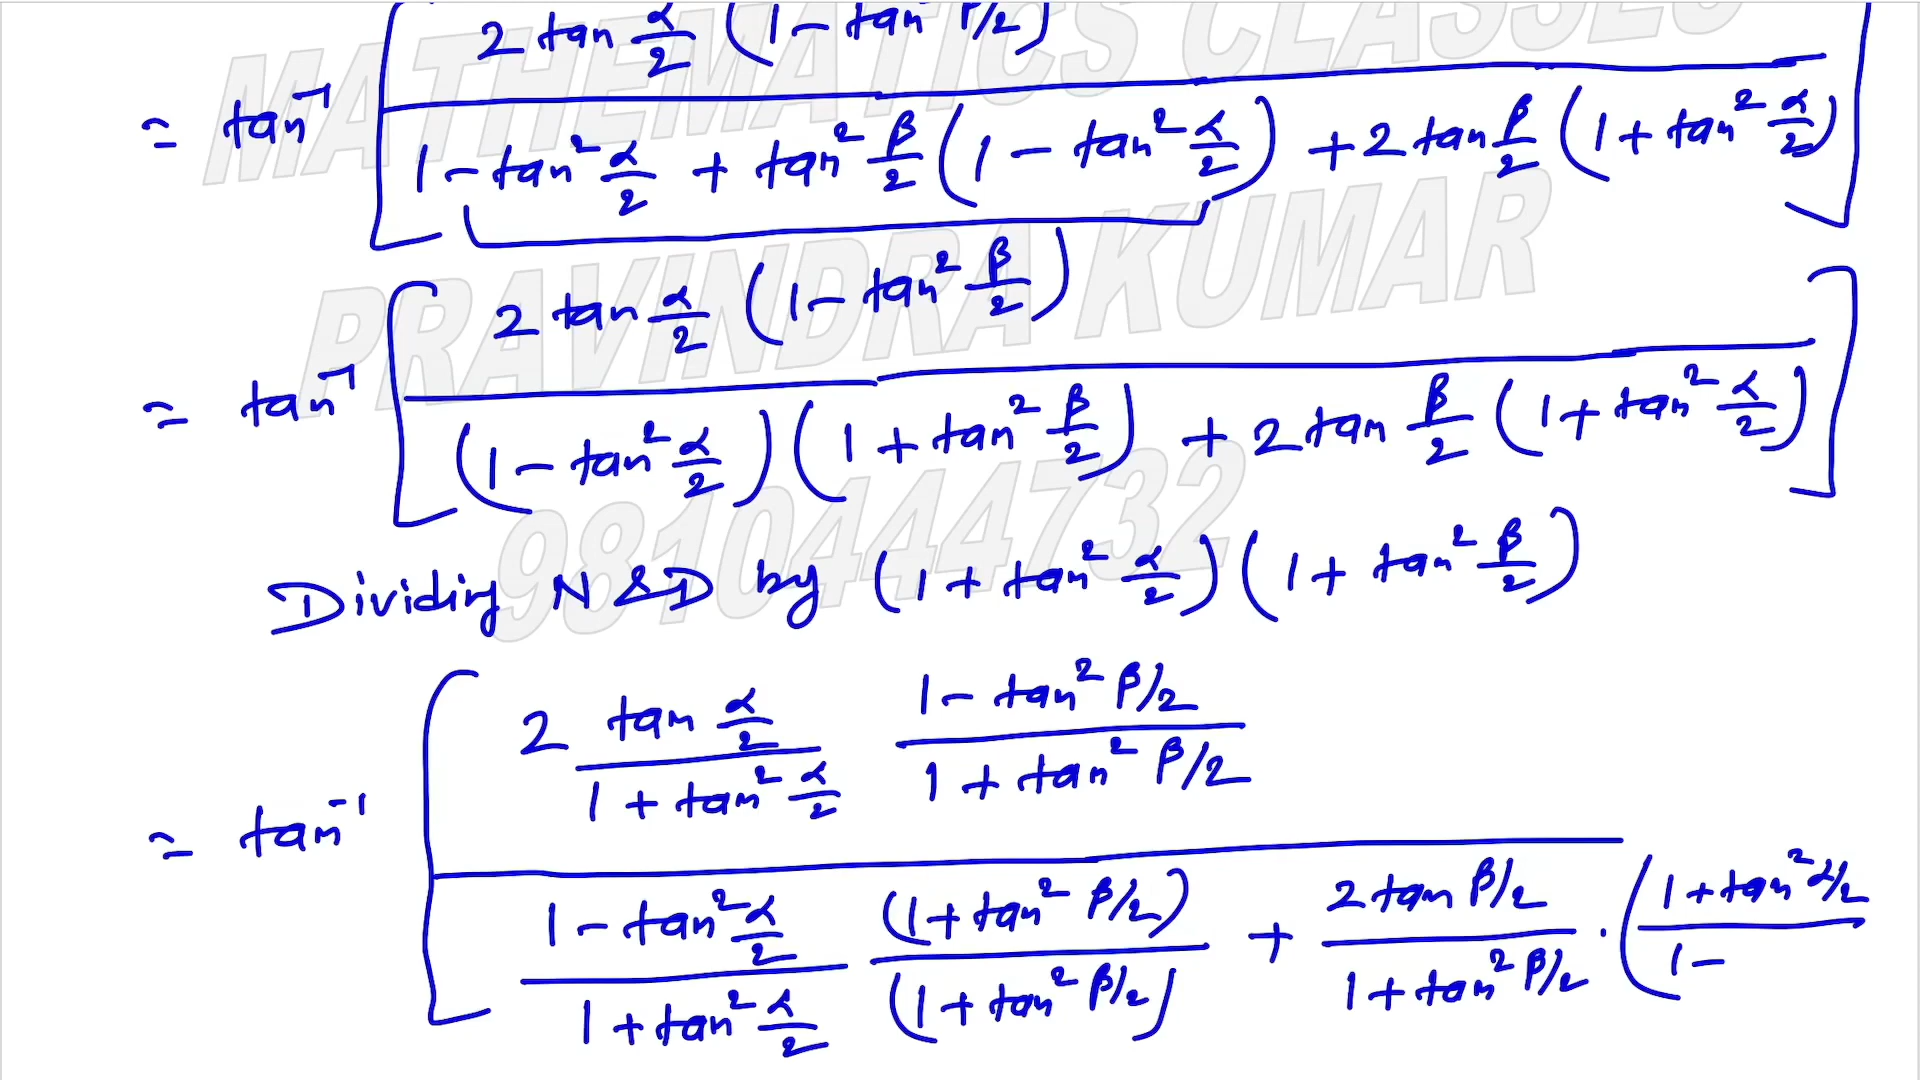 MATHEMATICS CLASSES
2 tan α/2 (1 - tan² β/2)
= tan⁻¹ [ 1 - tan² α/2 + tan² β/2 (1 - tan² α/2) + 2 tan β/2 (1 + tan² α/2) ]
PRAVINDRA KUMAR
2 tan α/2 (1 - tan² β/2)
= tan⁻¹ [ (1 - tan² α/2) (1 + tan² β/2) + 2 tan β/2 (1 + tan² α/2) ]
9810444732
Dividing N & D by (1 + tan² α/2) (1 + tan² β/2)
2 tan α/2 / 1 + tan² α/2   1 - tan² β/2 / 1 + tan² β/2
= tan⁻¹ [
1 - tan² α/2 / 1 + tan² α/2   (1 + tan² β/2) / (1 + tan² β/2) + 2 tan β/2 / 1 + tan² β/2 . ( 1 + tan² α/2 / 1 -